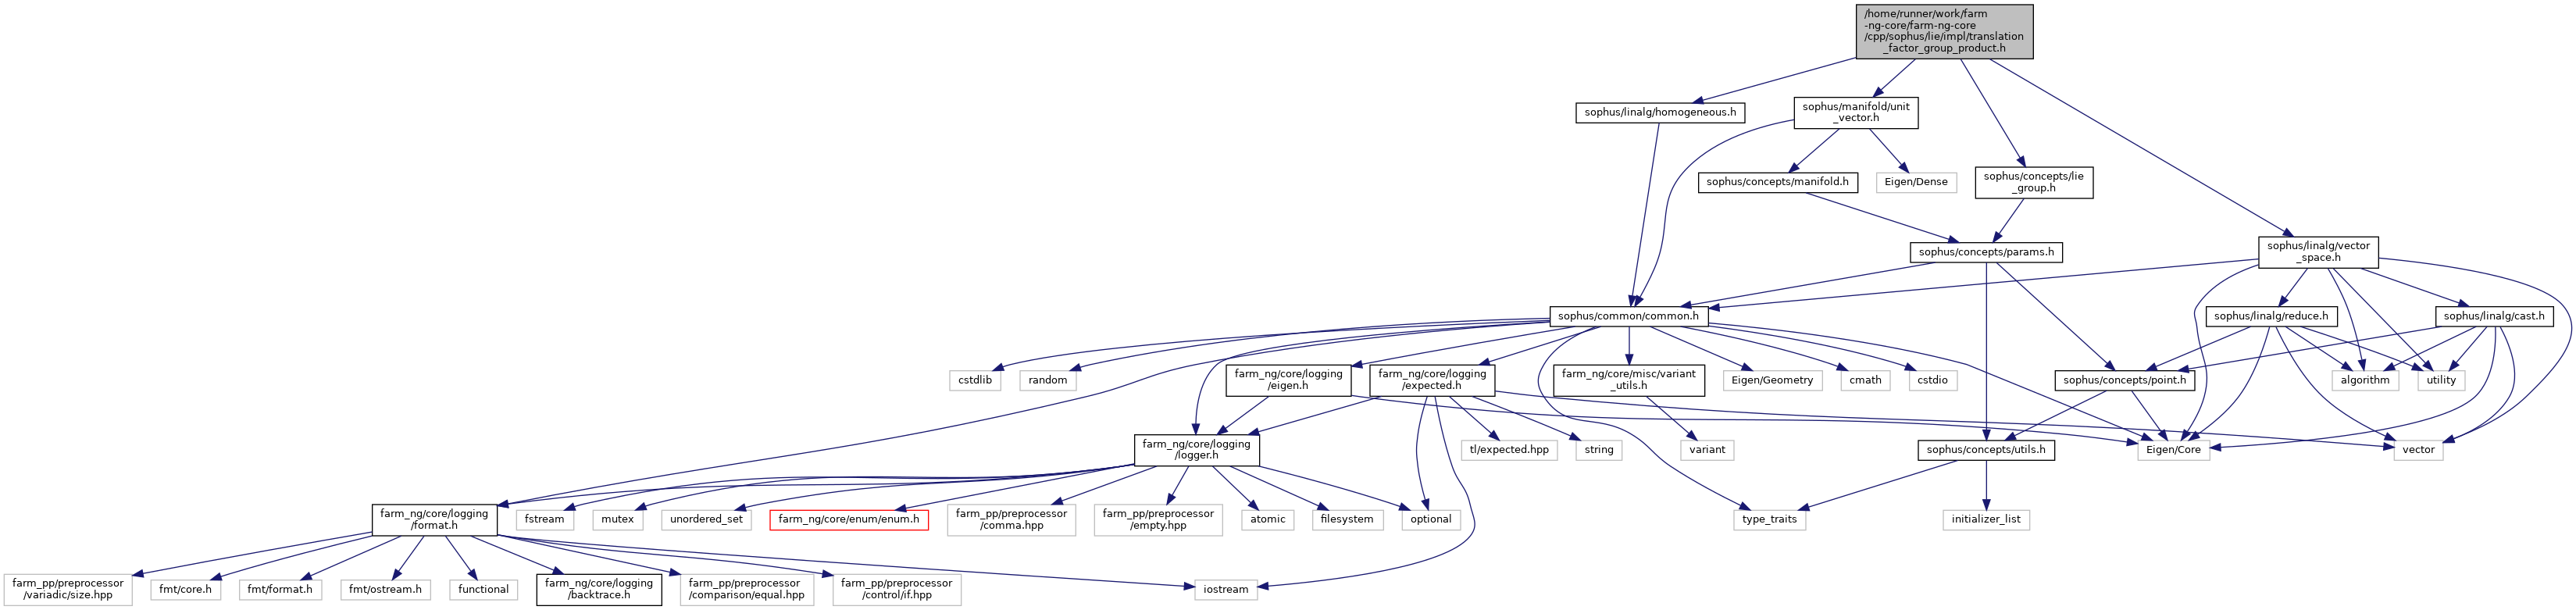 /home/runner/work/farm
-ng-core/farm-ng-core
/cpp/sophus/lie/impl/translation
_factor_group_product.h
sophus/linalg/homogeneous.h
sophus/manifold/unit
_vector.h
sophus/concepts/manifold.h
Eigen/Dense
sophus/concepts/lie
_group.h
sophus/concepts/params.h
sophus/linalg/vector
_space.h
sophus/common/common.h
sophus/linalg/reduce.h
sophus/linalg/cast.h
cstdlib
random
farm_ng/core/logging
/eigen.h
farm_ng/core/logging
/expected.h
farm_ng/core/misc/variant
_utils.h
Eigen/Geometry
cmath
cstdio
sophus/concepts/point.h
algorithm
utility
farm_ng/core/logging
/logger.h
tl/expected.hpp
string
variant
sophus/concepts/utils.h
Eigen/Core
vector
farm_ng/core/logging
/format.h
fstream
mutex
unordered_set
farm_ng/core/enum/enum.h
farm_pp/preprocessor
/comma.hpp
farm_pp/preprocessor
/empty.hpp
atomic
filesystem
optional
type_traits
initializer_list
farm_pp/preprocessor
/variadic/size.hpp
fmt/core.h
fmt/format.h
fmt/ostream.h
functional
farm_ng/core/logging
/backtrace.h
farm_pp/preprocessor
/comparison/equal.hpp
farm_pp/preprocessor
/control/if.hpp
iostream